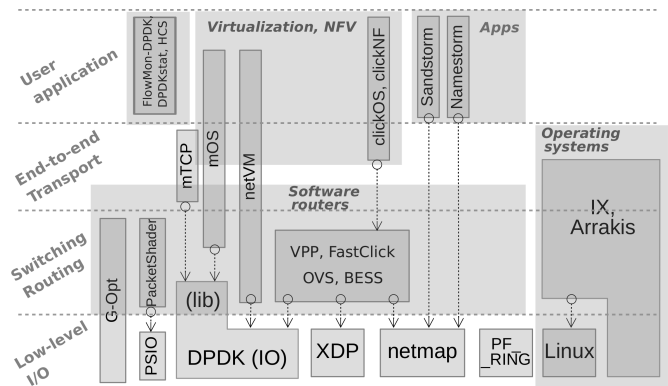 User
application
End-to-end
Transport
Switching
Routing
Low-level
I/O
FlowMon-DPDK,
DPDKstat, HCS
Virtualization, NFV
Apps
mOS
netVM
clickOS, clickNF
Sandstorm
Namestorm
mTCP
Operating
systems
IX,
Arrakis
Software
routers
G-Opt
PacketShader
(lib)
VPP, FastClick
OVS, BESS
PSIO
DPDK (IO)
XDP
netmap
PF_
_RING
Linux